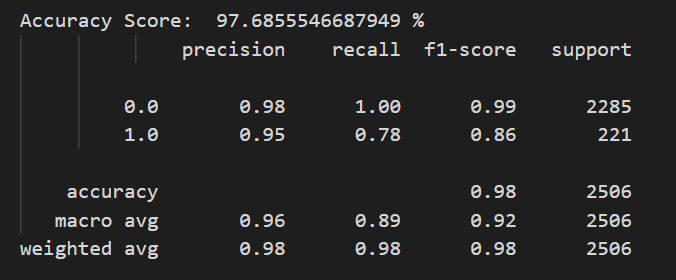 Accuracy Score:  97.6855546687949 %
              precision    recall  f1-score   support

         0.0       0.98      1.00      0.99      2285
         1.0       0.95      0.78      0.86       221

    accuracy                           0.98      2506
   macro avg       0.96      0.89      0.92      2506
weighted avg       0.98      0.98      0.98      2506